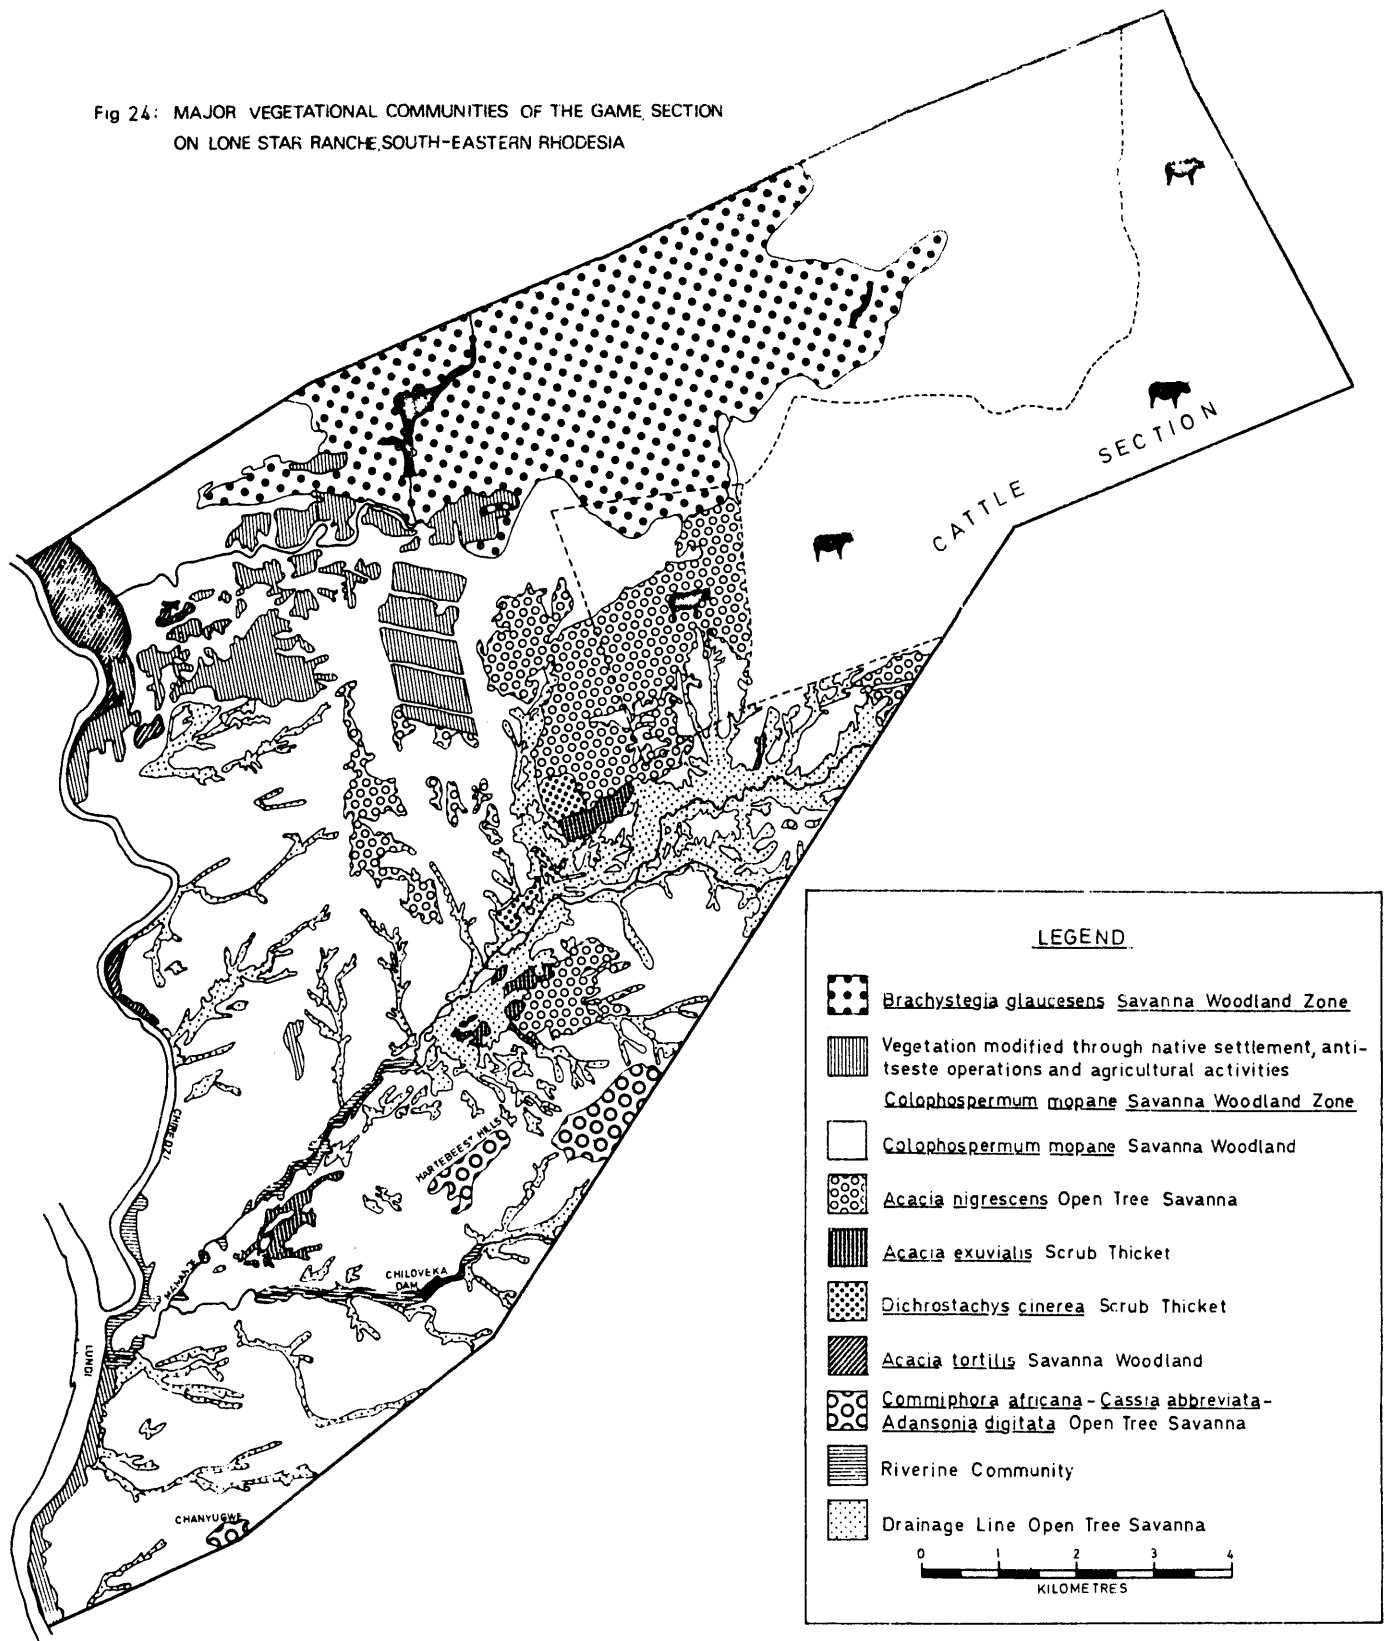 Fig 24: MAJOR VEGETATIONAL COMMUNITIES OF THE GAME SECTION
ON LONE STAR RANCHE, SOUTH-EASTERN RHODESIA
CATTLE SECTION
CHIREDZI
HARTEBEEST HILLS
CHILOVEKA
DAM
LUNDI
CHANYUGWE
LEGEND
Brachystegia glaucesens Savanna Woodland Zone
Vegetation modified through native settlement, anti-
tseste operations and agricultural activities
Colophospermum mopane Savanna Woodland Zone
Colophospermum mopane Savanna Woodland
Acacia nigrescens Open Tree Savanna
Acacia exuvialis Scrub Thicket
Dichrostachys cinerea Scrub Thicket
Acacia tortilis Savanna Woodland
Commiphora africana - Cassia abbreviata -
Adansonia digitata Open Tree Savanna
Riverine Community
Drainage Line Open Tree Savanna
0 1 2 3 4
KILOMETRES